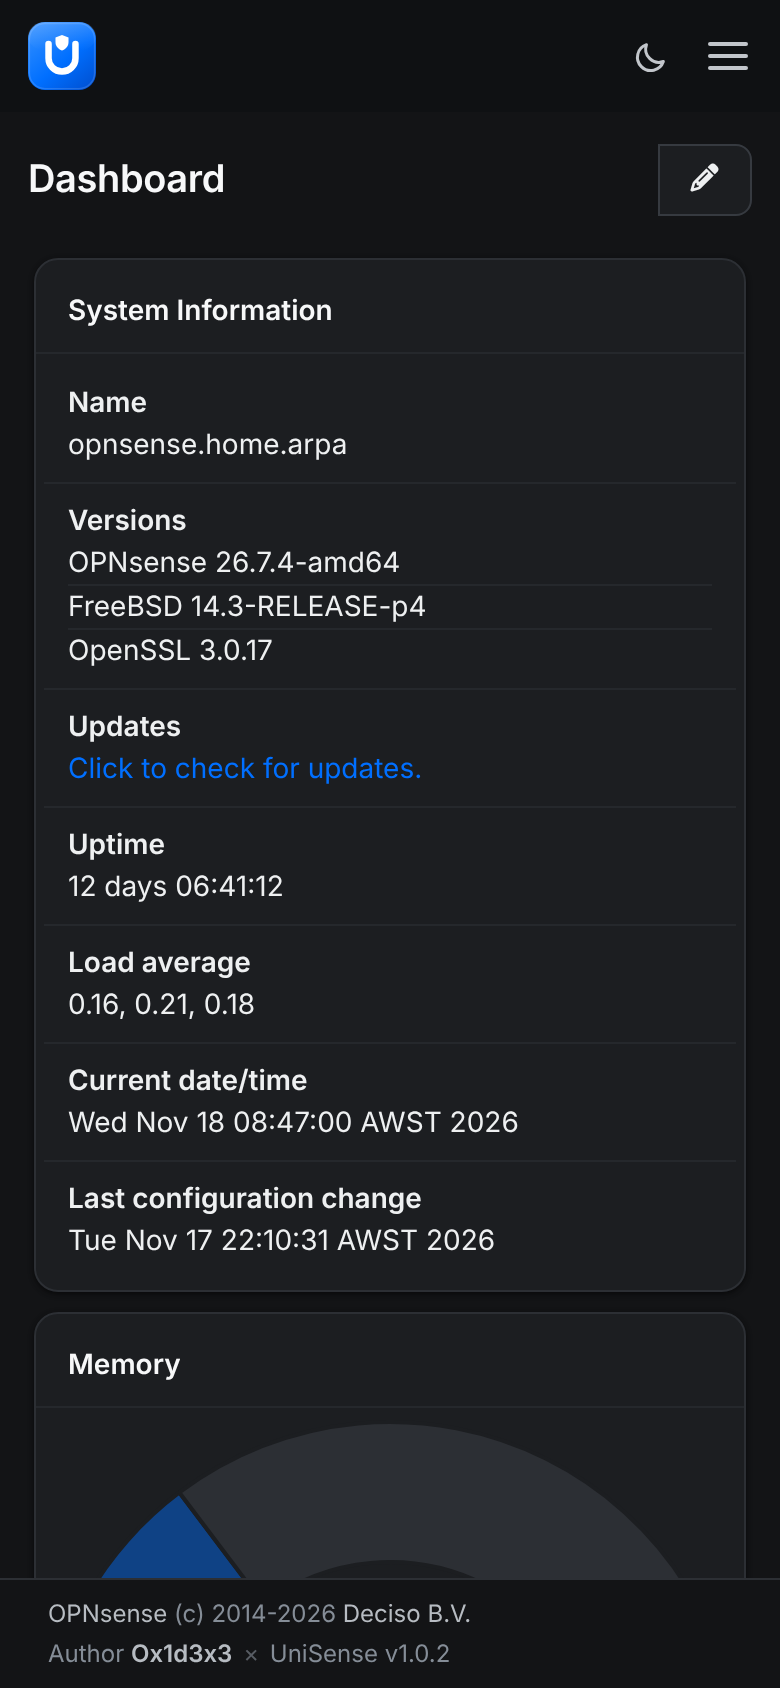 Dashboard
System Information
Name
opnsense.home.arpa
Versions
OPNsense 26.7.4-amd64
FreeBSD 14.3-RELEASE-p4
OpenSSL 3.0.17
Updates
Click to check for updates.
Uptime
12 days 06:41:12
Load average
0.16, 0.21, 0.18
Current date/time
Wed Nov 18 08:47:00 AWST 2026
Last configuration change
Tue Nov 17 22:10:31 AWST 2026
Memory
OPNsense (c) 2014-2026 Deciso B.V.
Author Ox1d3x3 × UniSense v1.0.2